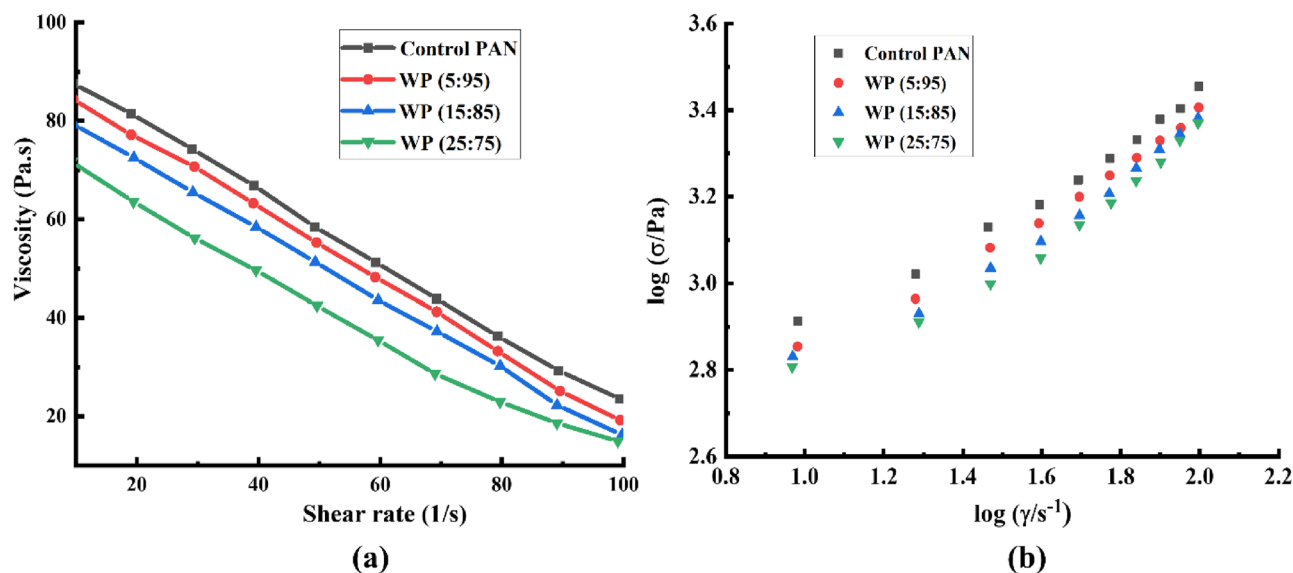 100
80
60
40
20
Viscosity (Pa.s)
Control PAN
WP (5:95)
WP (15:85)
WP (25:75)
20
40
60
80
100
Shear rate (1/s)
(a)
3.6
3.4
3.2
3.0
2.8
2.6
log (σ/Pa)
Control PAN
WP (5:95)
WP (15:85)
WP (25:75)
0.8
1.0
1.2
1.4
1.6
1.8
2.0
2.2
log (γ/s⁻¹)
(b)